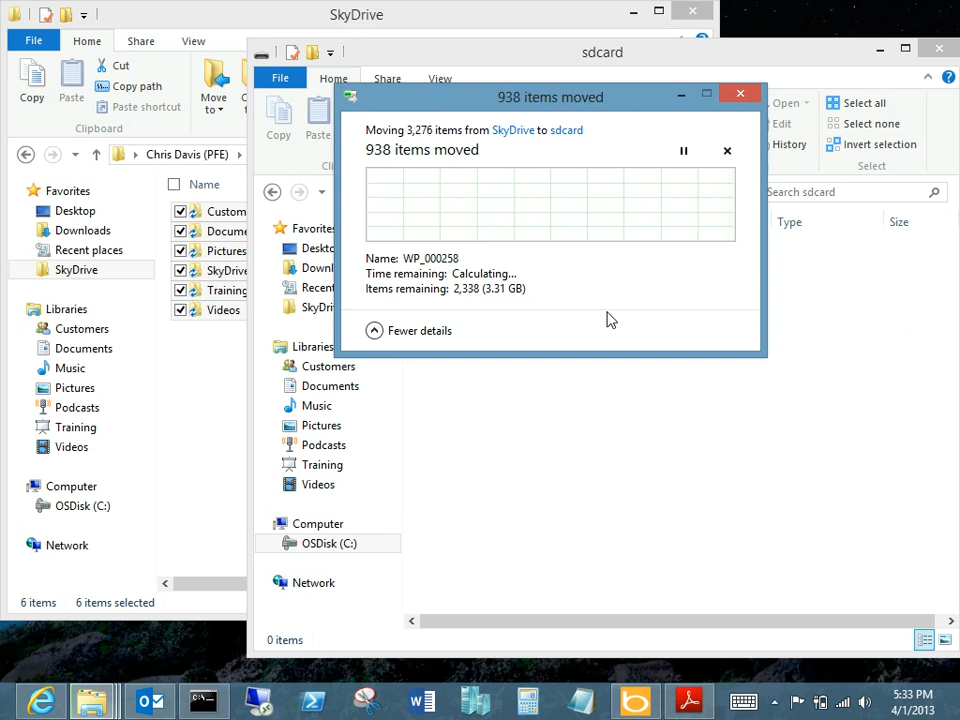 SkyDrive
File
Home
Share
View
Copy
Paste
Cut
Copy path
Paste shortcut
Clipboard
Move to
Chris Davis (PFE)
Favorites
Desktop
Downloads
Recent places
SkyDrive
Libraries
Customers
Documents
Music
Pictures
Podcasts
Training
Videos
Computer
OSDisk (C:)
Network
Name
Custom
Docume
Pictures
SkyDrive
Training
Videos
6 items
6 items selected
sdcard
File
Home
Share
View
Copy
Paste
Open
Edit
History
Select all
Select none
Invert selection
Select
Search sdcard
Type
Size
Favorites
Deskto
Downl
Recent
SkyDri
Libraries
Customers
Documents
Music
Pictures
Podcasts
Training
Videos
Computer
OSDisk (C:)
Network
0 items
938 items moved
Moving 3,276 items from SkyDrive to sdcard
938 items moved
Name: WP_000258
Time remaining: Calculating...
Items remaining: 2,338 (3.31 GB)
Fewer details
5:33 PM
4/1/2013